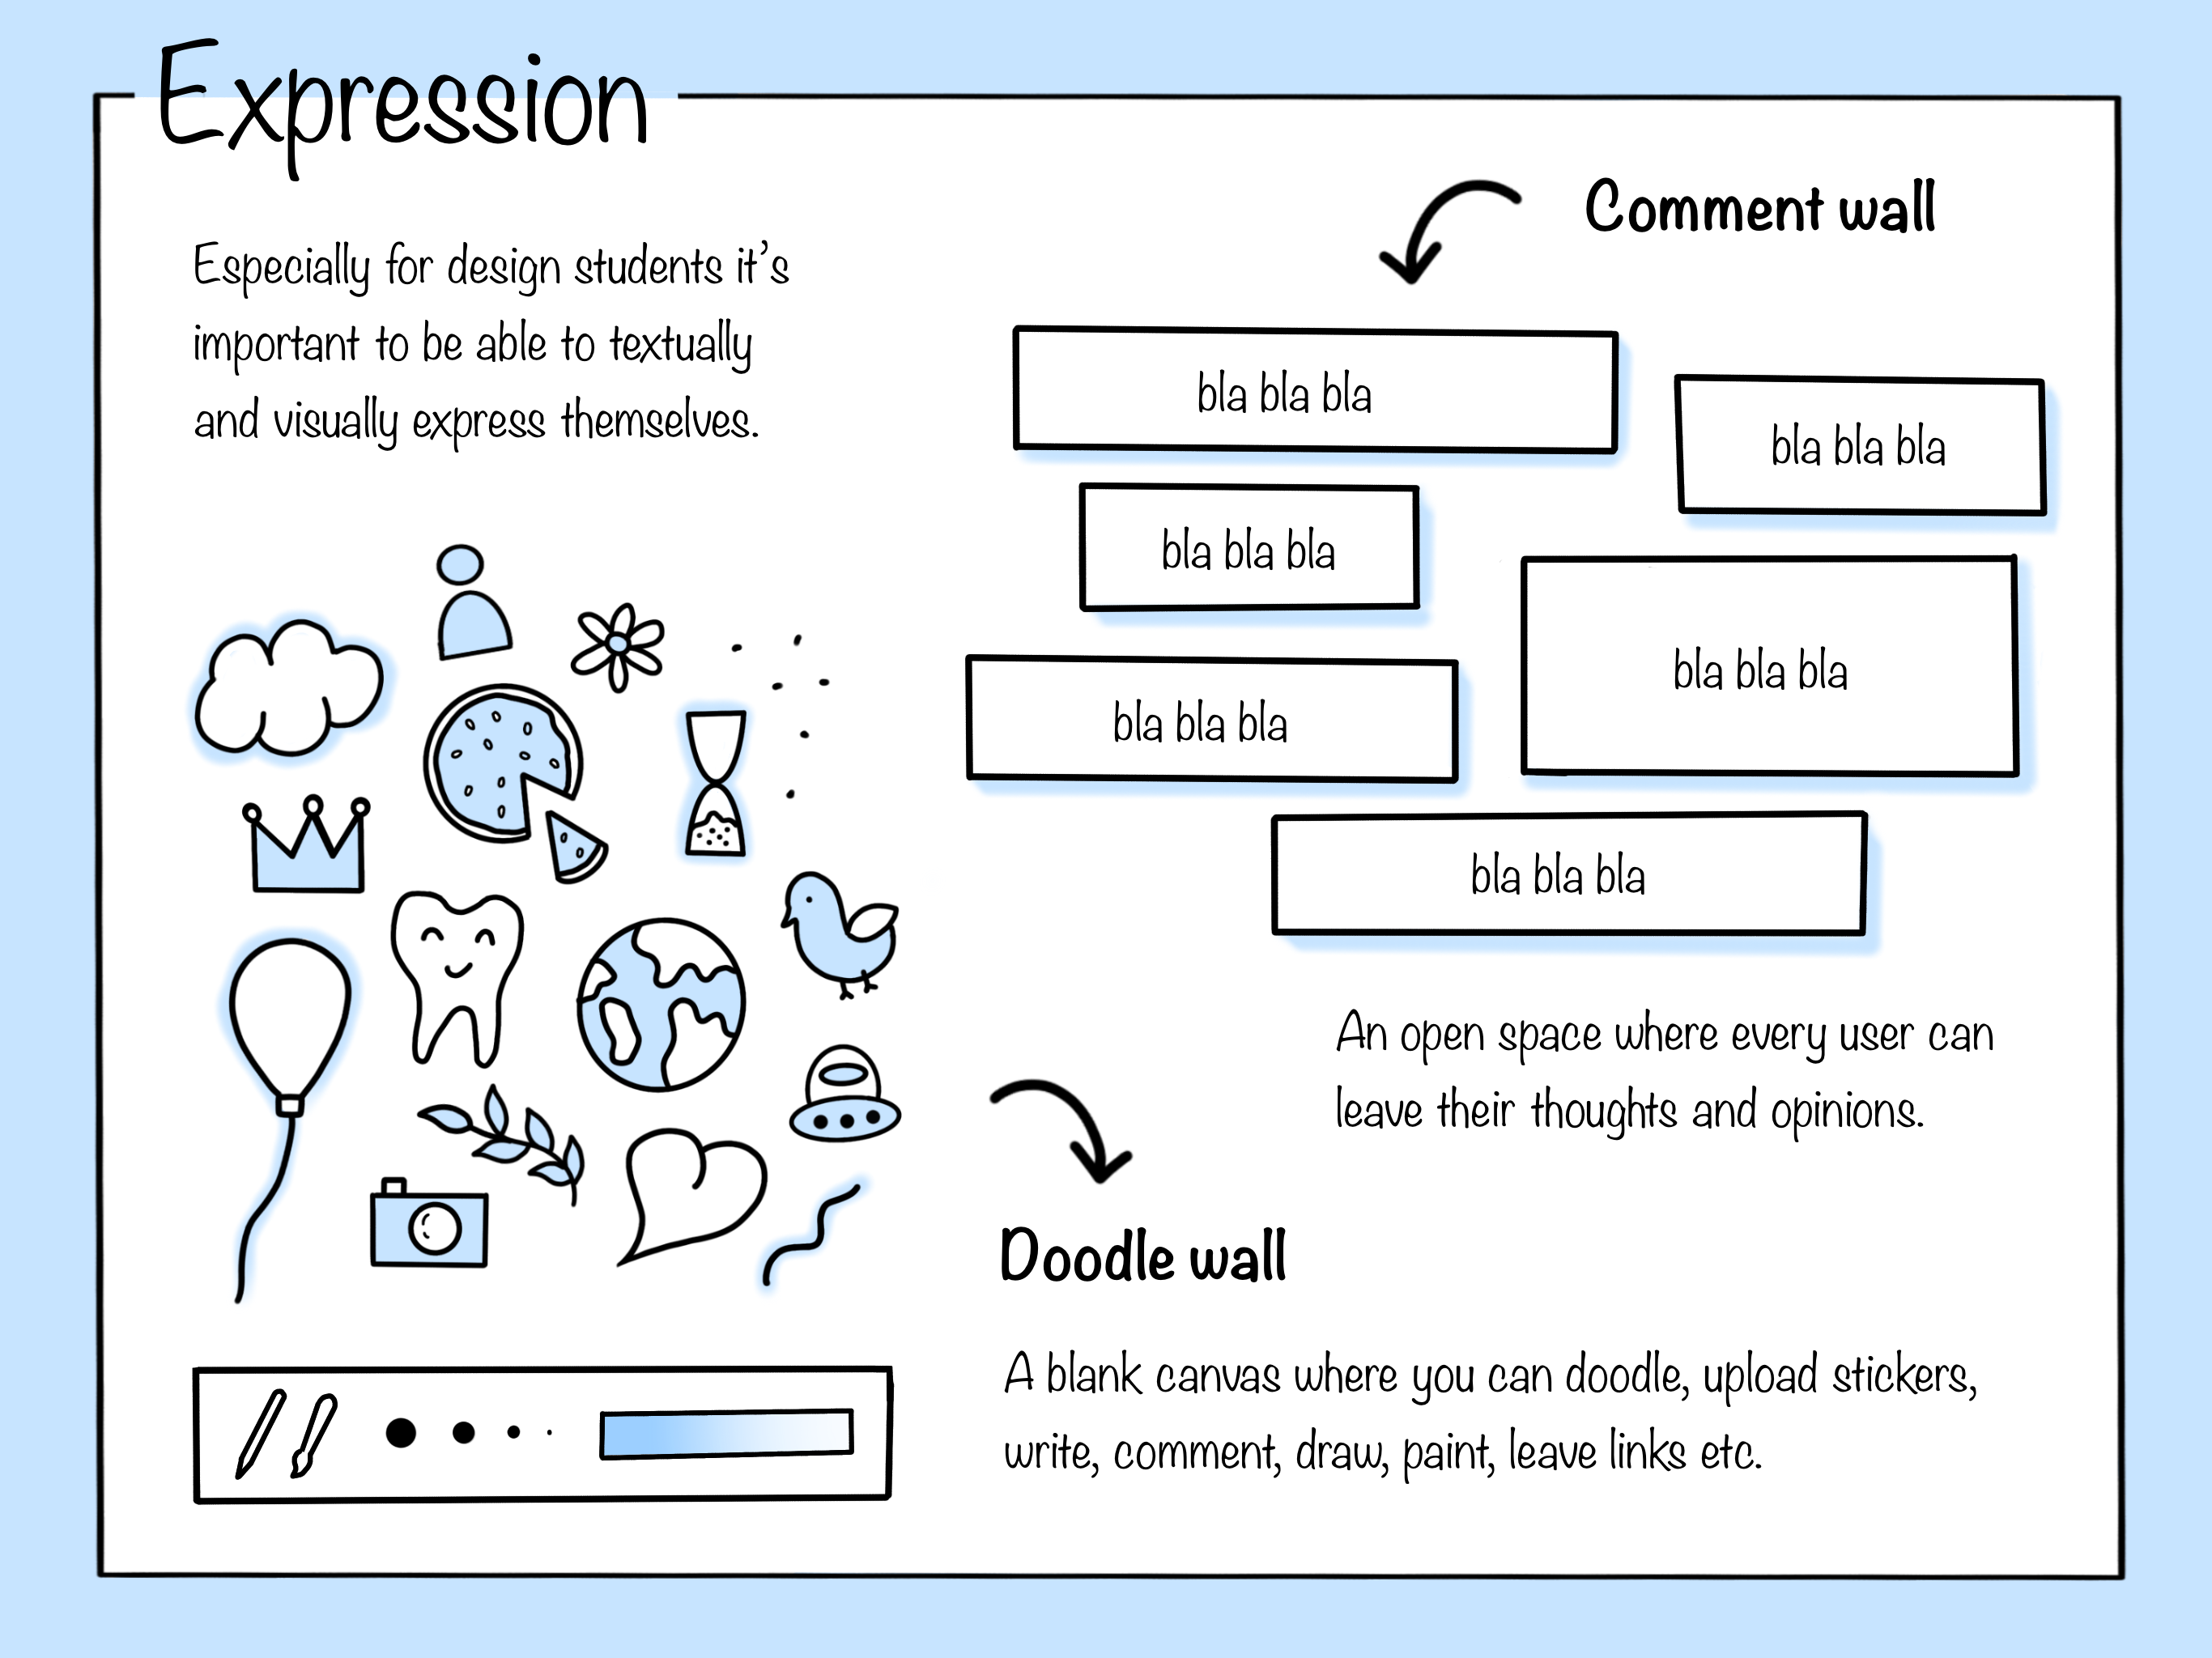 Expression
Especially for design students it's
important to be able to textually
and visually express themselves.
Comment wall
bla bla bla
bla bla bla
bla bla bla
bla bla bla
bla bla bla
bla bla bla
An open space where every user can
leave their thoughts and opinions.
Doodle wall
A blank canvas where you can doodle, upload stickers,
write, comment, draw, paint, leave links etc.